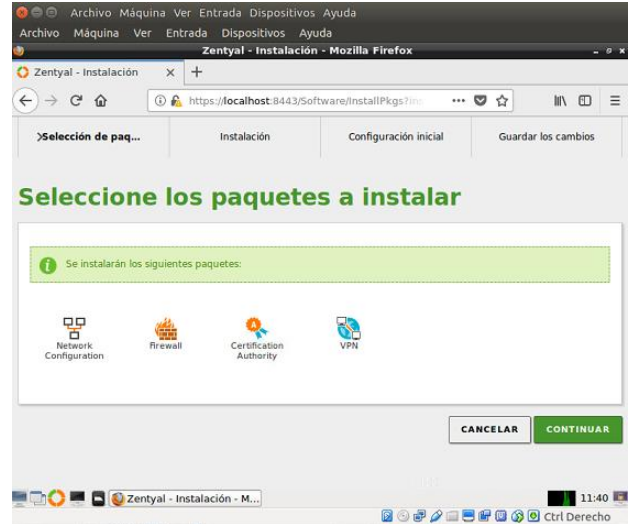 Archivo Máquina Ver Entrada Dispositivos Ayuda
Archivo Máquina Ver Entrada Dispositivos Ayuda
Zentyal - Instalación - Mozilla Firefox
Zentyal - Instalación
https://localhost:8443/Software/InstallPkgs?
Selección de paq...
Instalación
Configuración inicial
Guardar los cambios
Seleccione los paquetes a instalar
Se instalarán los siguientes paquetes:
Network
Configuration
Firewall
Certification
Authority
VPN
CANCELAR
CONTINUAR
Zentyal - Instalación - M...
11:40
Ctrl Derecho